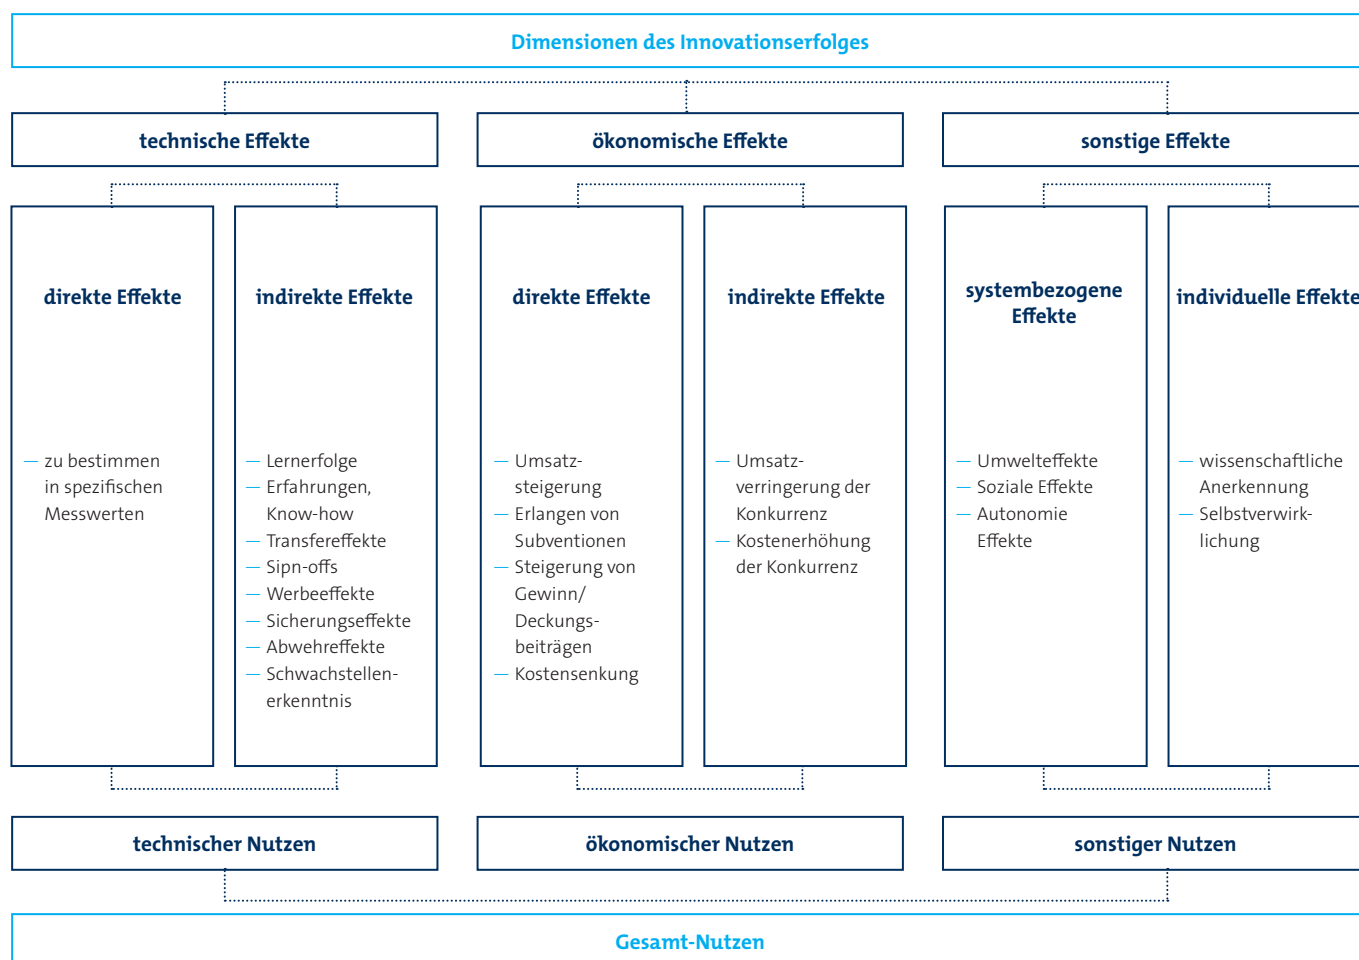 Dimensionen des Innovationserfolges
technische Effekte
ökonomische Effekte
sonstige Effekte
direkte Effekte
— zu bestimmen
in spezifischen
Messwerten
indirekte Effekte
— Lernerfolge
— Erfahrungen,
Know-how
— Transfereffekte
— Sipn-offs
— Werbeeffekte
— Sicherungseffekte
— Abwehreffekte
— Schwachstellen-
erkenntnis
direkte Effekte
— Umsatz-
steigerung
— Erlangen von
Subventionen
— Steigerung von
Gewinn/
Deckungs-
beiträgen
— Kostensenkung
indirekte Effekte
— Umsatz-
verringerung der
Konkurrenz
— Kostenerhöhung
der Konkurrenz
systembezogene
Effekte
— Umwelteffekte
— Soziale Effekte
— Autonomie
Effekte
individuelle Effekte
— wissenschaftliche
Anerkennung
— Selbstverwirk-
lichung
technischer Nutzen
ökonomischer Nutzen
sonstiger Nutzen
Gesamt-Nutzen